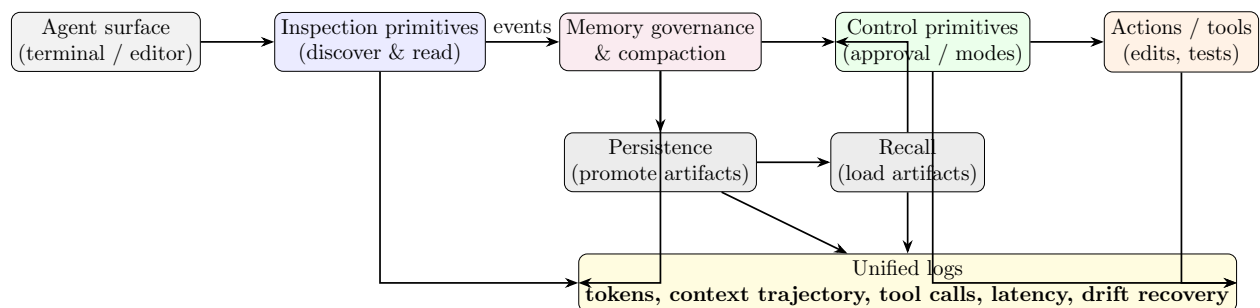 Agent surface
(terminal / editor)
Inspection primitives
(discover & read)
events
Memory governance
& compaction
Control primitives
(approval / modes)
Actions / tools
(edits, tests)
Persistence
(promote artifacts)
Recall
(load artifacts)
Unified logs
tokens, context trajectory, tool calls, latency, drift recovery